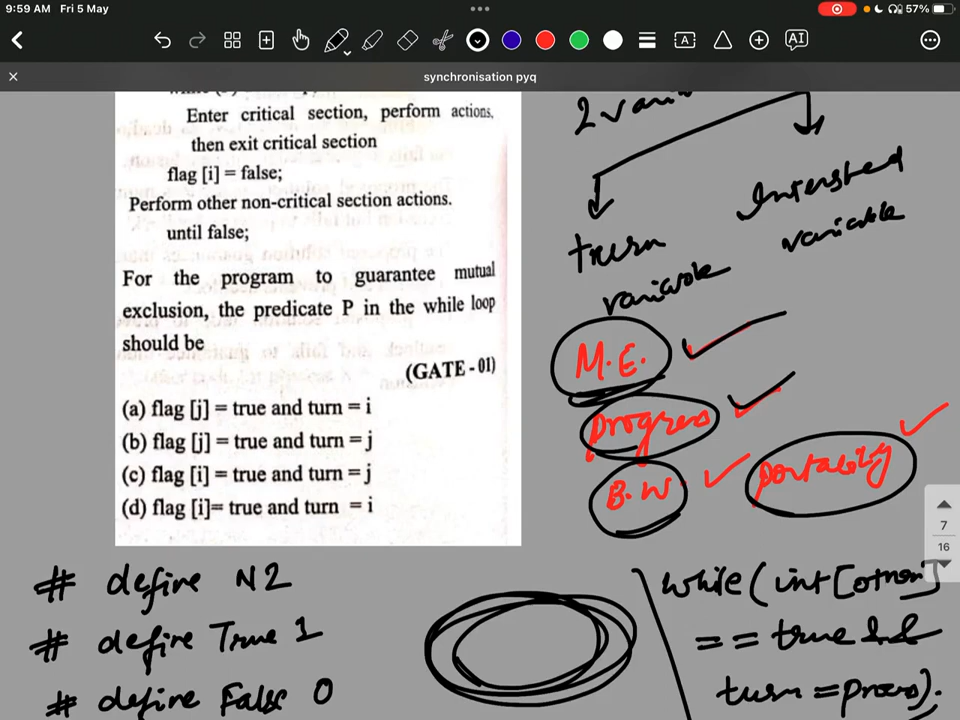 9:59 AM Fri 5 May
57%
A
AI
synchronisation pyq
Enter critical section, perform actions,
then exit critical section
flag [i] = false;
Perform other non-critical section actions.
until false;
For the program to guarantee mutual
exclusion, the predicate P in the while loop
should be
(GATE - 01)
(a) flag [j] = true and turn = i
(b) flag [j] = true and turn = j
(c) flag [i] = true and turn = j
(d) flag [i]= true and turn = i
2 vari
turn
variable
Intersted
variable
M.E.
progress
B.W.
portability
7
16
# define N 2
# define True 1
# define False 0
while ( int [other]
== true &&
turn = proces).